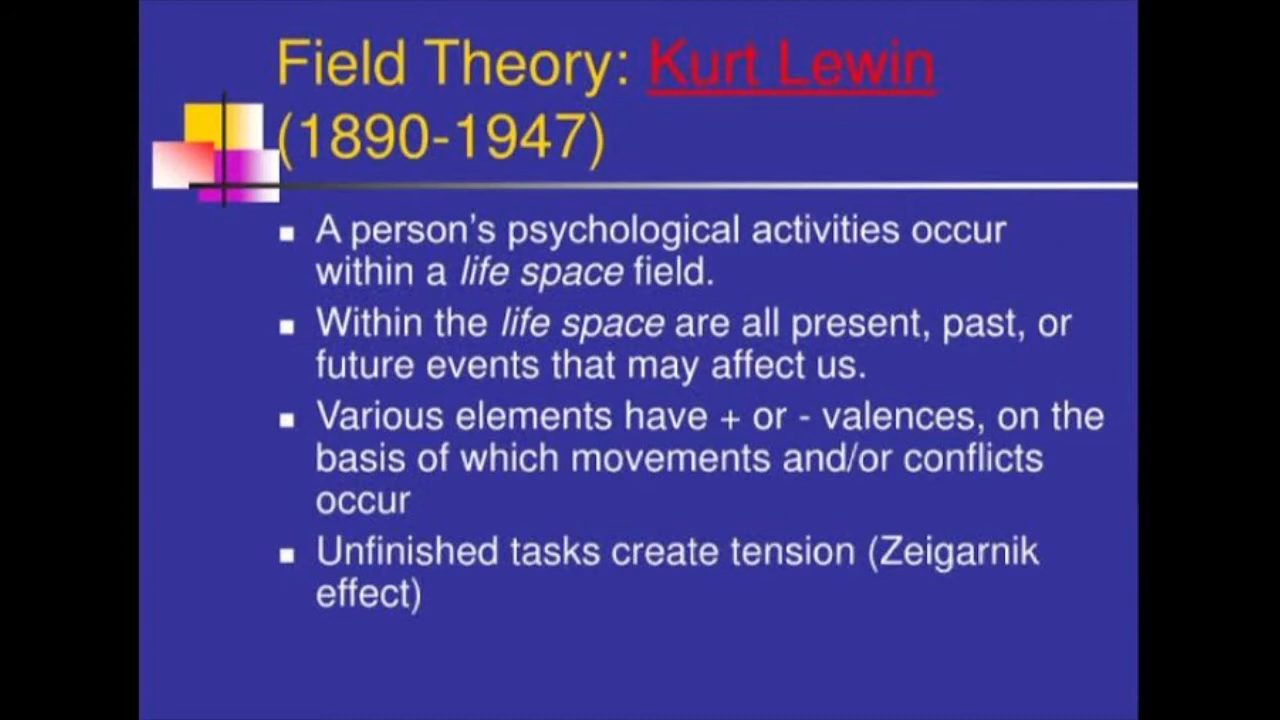 Field Theory: Kurt Lewin
(1890-1947)
A person's psychological activities occur
within a life space field.
Within the life space are all present, past, or
future events that may affect us.
Various elements have + or - valences, on the
basis of which movements and/or conflicts
occur
Unfinished tasks create tension (Zeigarnik
effect)